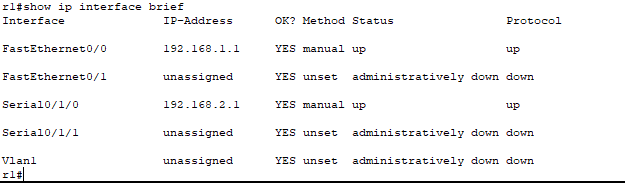 r1#show ip interface brief
Interface IP-Address OK? Method Status Protocol
FastEthernet0/0 192.168.1.1 YES manual up up
FastEthernet0/1 unassigned YES unset administratively down down
Serial0/1/0 192.168.2.1 YES manual up up
Serial0/1/1 unassigned YES unset administratively down down
Vlan1 unassigned YES unset administratively down down
r1#